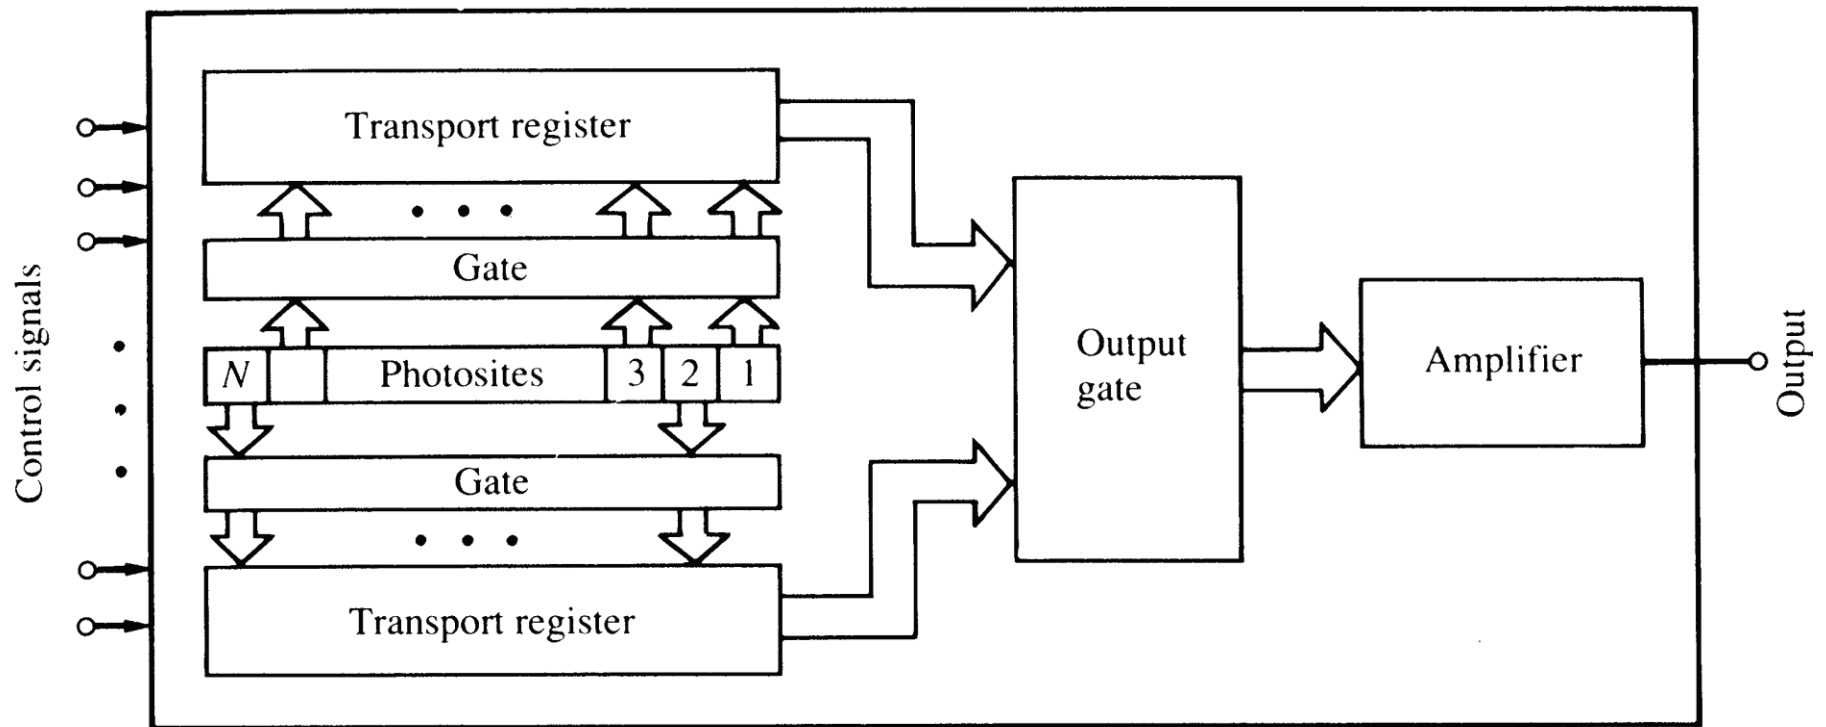 Control signals
Transport register
Gate
N
Photosites
3
2
1
Gate
Transport register
Output
gate
Amplifier
Output